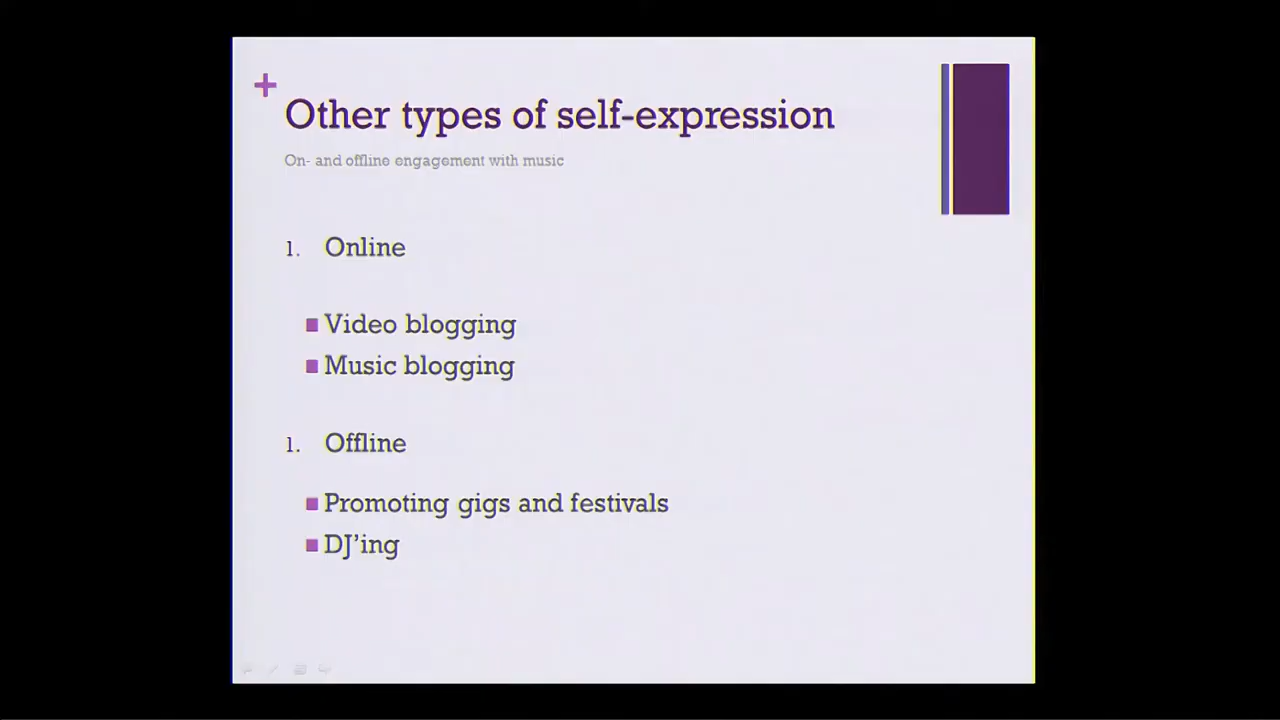 +
Other types of self-expression
On- and offline engagement with music
1. Online
Video blogging
Music blogging
1. Offline
Promoting gigs and festivals
DJ’ing